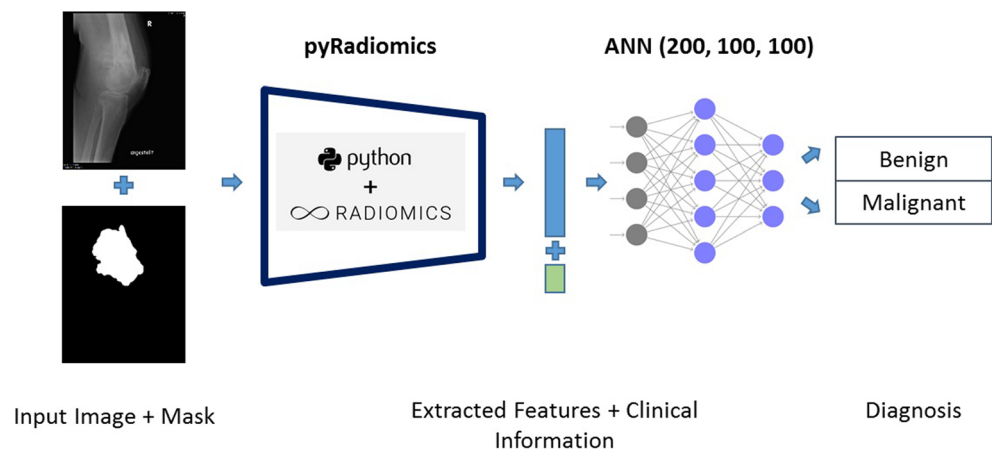 pyRadiomics
ANN (200, 100, 100)
R
python
+
RADIOMICS
Benign
Malignant
Input Image + Mask
Extracted Features + Clinical
Information
Diagnosis